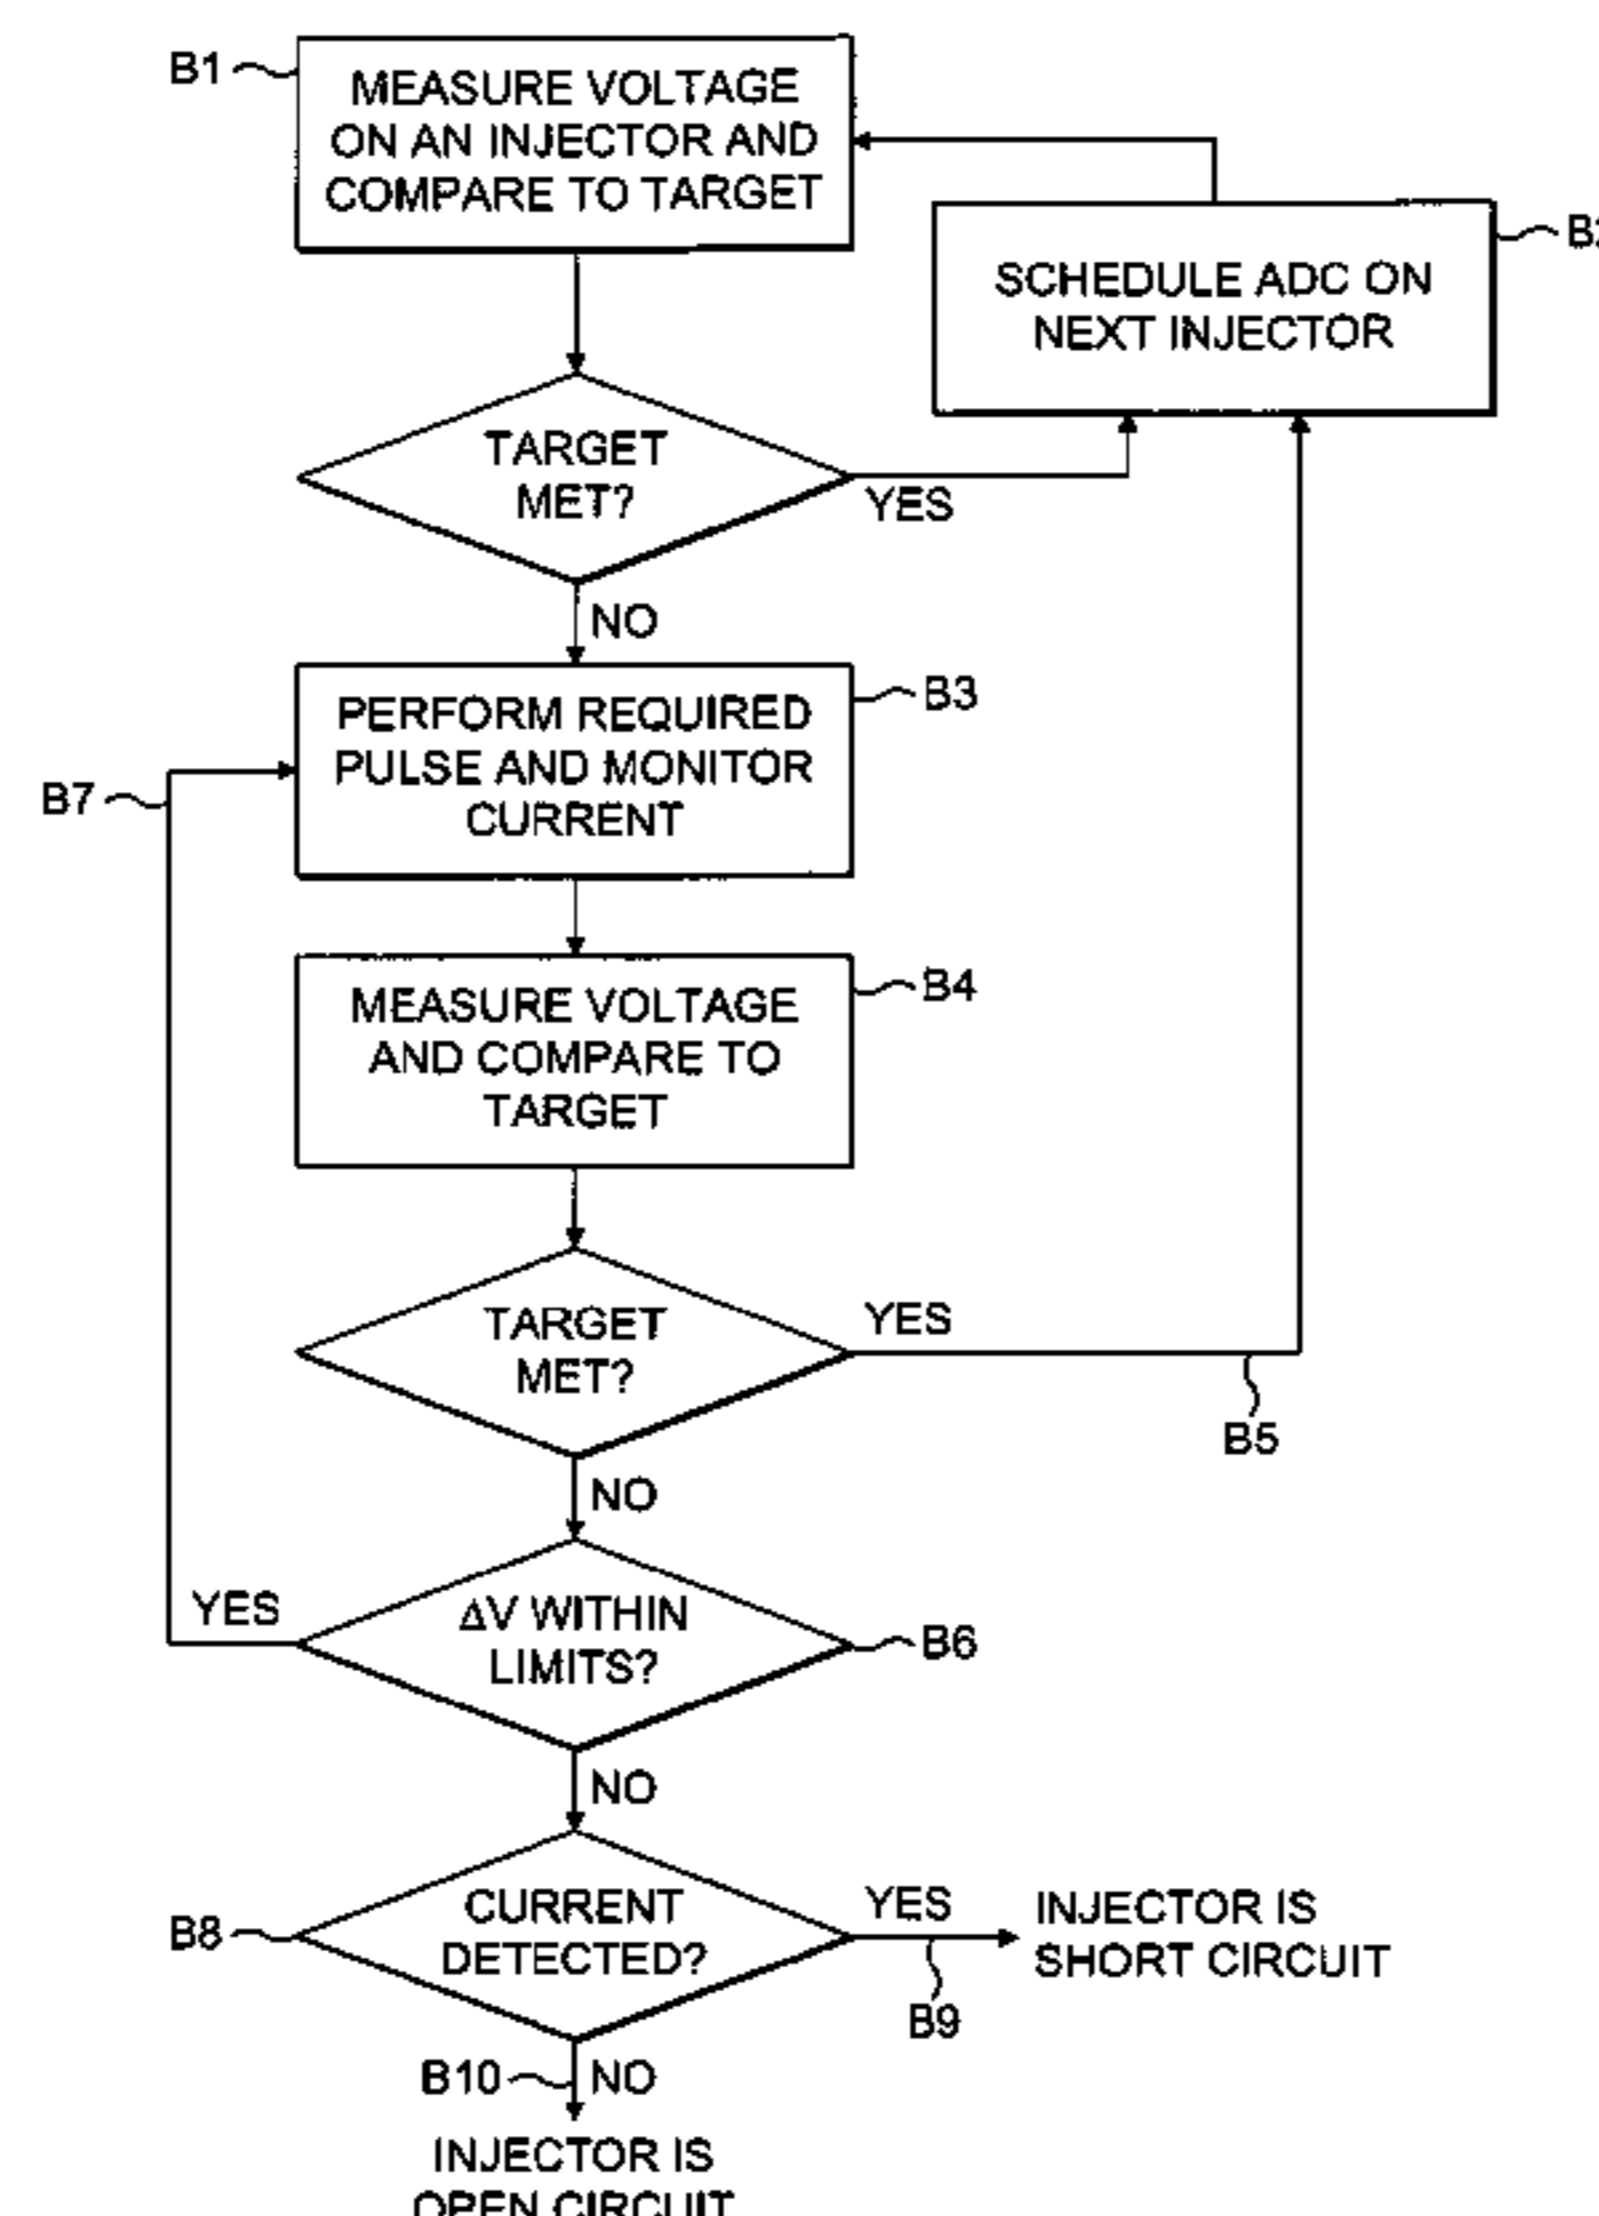 B1
MEASURE VOLTAGE
ON AN INJECTOR AND
COMPARE TO TARGET
SCHEDULE ADC ON
NEXT INJECTOR
TARGET
MET?
YES
NO
B3
PERFORM REQUIRED
PULSE AND MONITOR
CURRENT
B7
B4
MEASURE VOLTAGE
AND COMPARE TO
TARGET
TARGET
MET?
YES
B5
NO
YES
ΔV WITHIN
LIMITS?
B6
NO
B8
CURRENT
DETECTED?
YES
INJECTOR IS
SHORT CIRCUIT
B9
B10
NO
INJECTOR IS
OPEN CIRCUIT